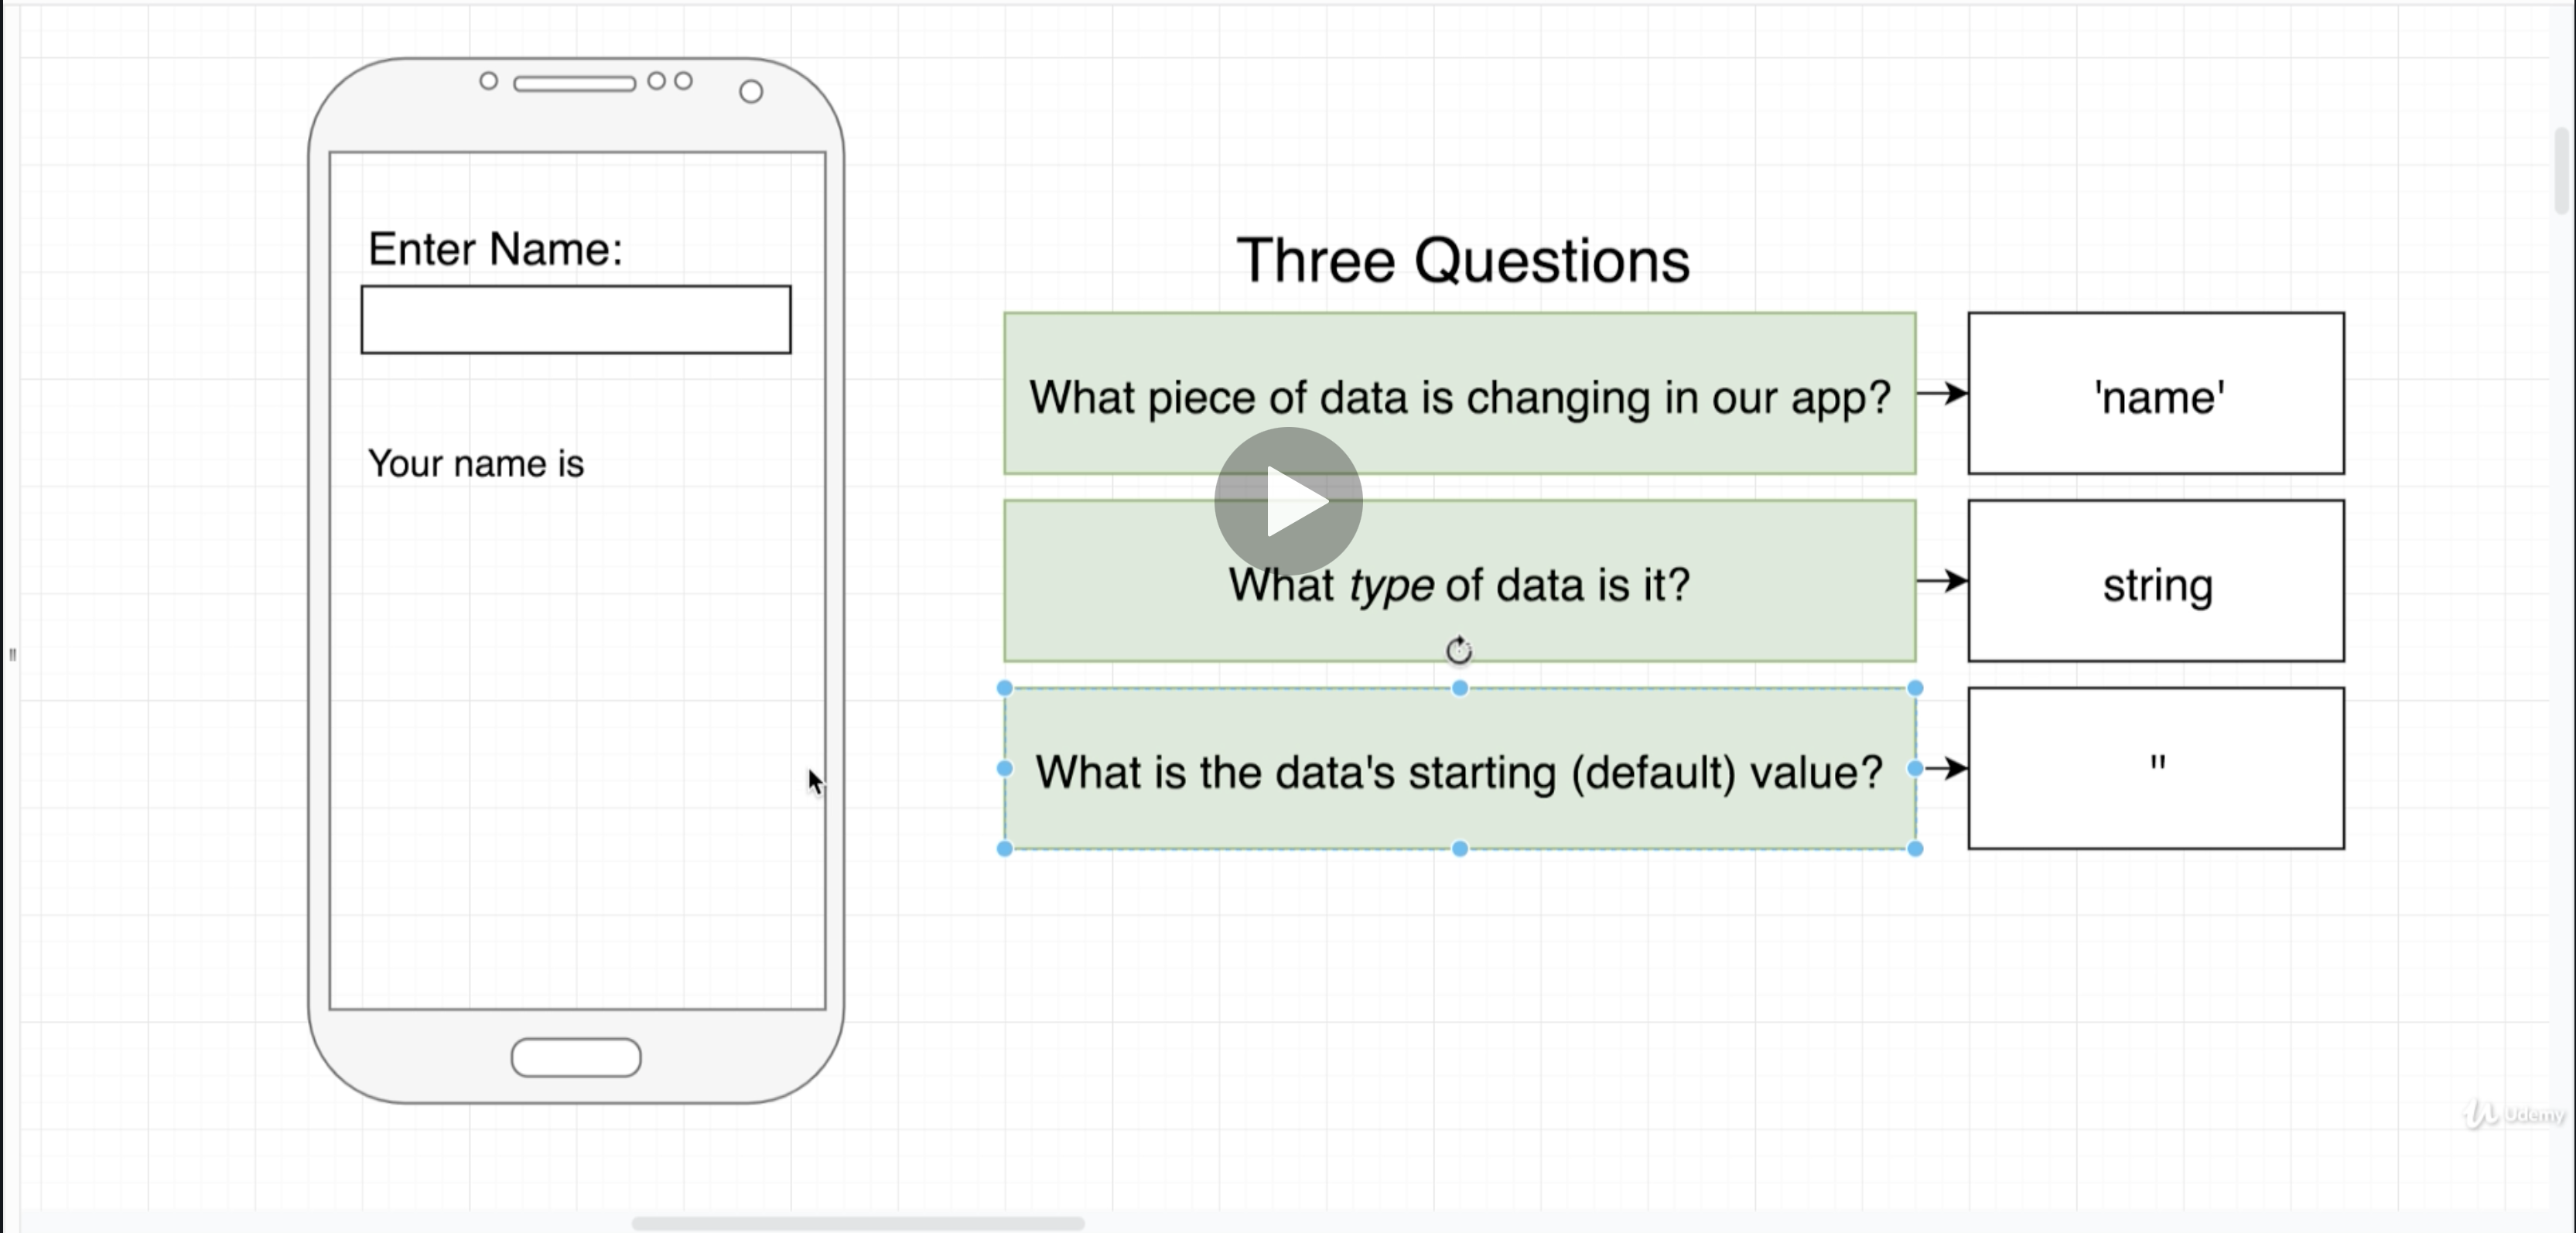 Enter Name:
Your name is
Three Questions
What piece of data is changing in our app?
'name'
What type of data is it?
string
What is the data's starting (default) value?
''
Udemy